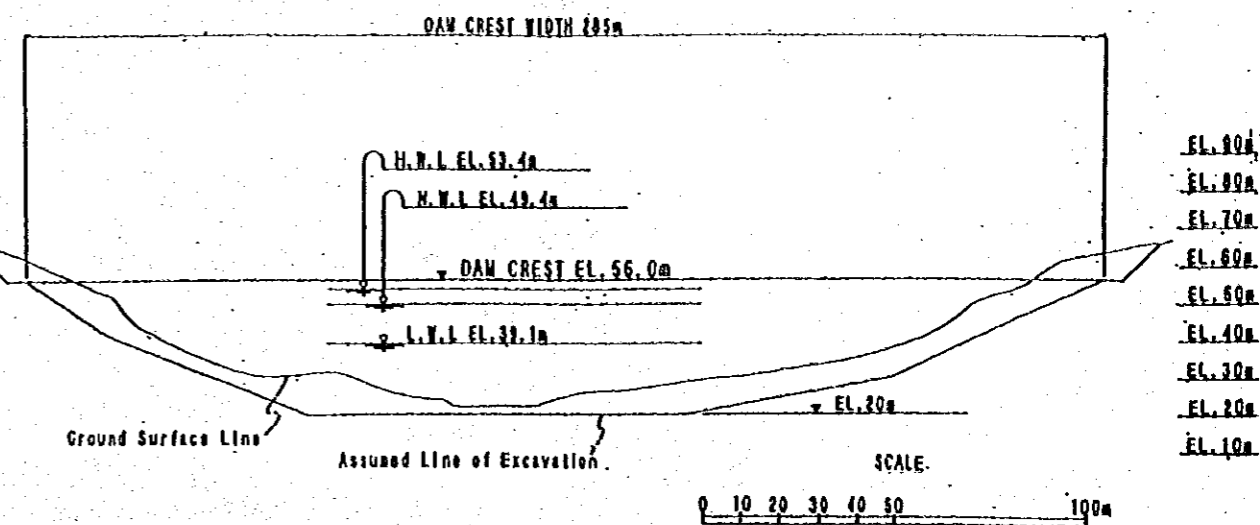 DAM CREST WIDTH 285m
H.W.L EL.53.4m
N.W.L EL.49.4m
DAM CREST EL.56.0m
L.W.L EL.39.1m
EL.20m
Ground Surface Line
Assumed Line of Excavation.
EL.90m
EL.80m
EL.70m
EL.60m
EL.50m
EL.40m
EL.30m
EL.20m
EL.10m
SCALE.
0 10 20 30 40 50 100m